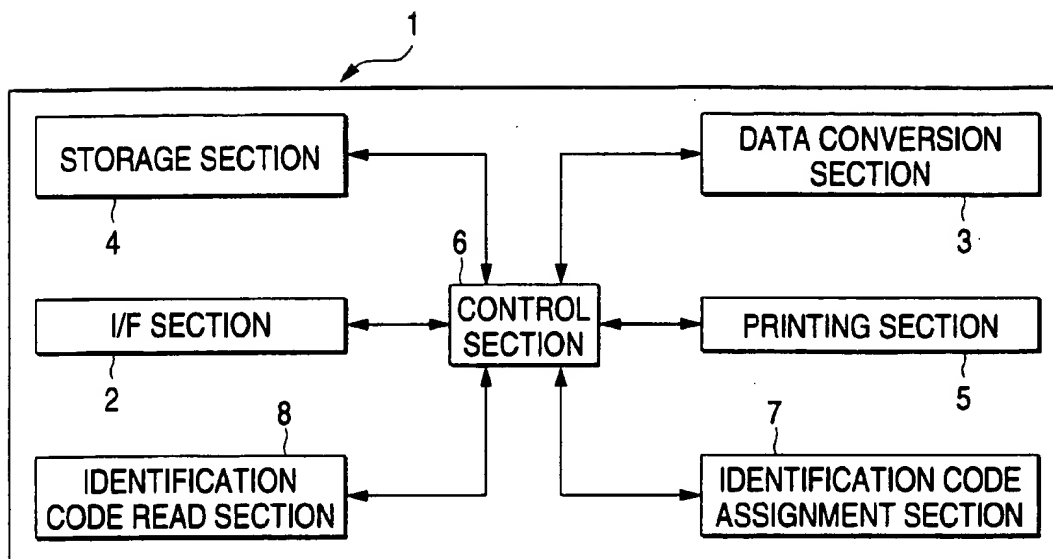 1
STORAGE SECTION
4
DATA CONVERSION
SECTION
3
6
CONTROL
SECTION
I/F SECTION
2
PRINTING SECTION
5
8
IDENTIFICATION
CODE READ SECTION
7
IDENTIFICATION CODE
ASSIGNMENT SECTION